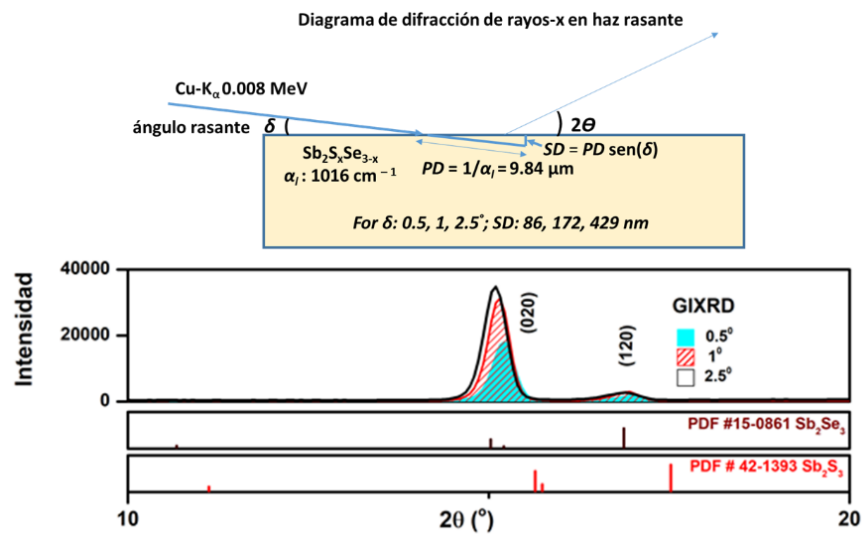 Diagrama de difracción de rayos-x en haz rasante
Cu-Kα 0.008 MeV
ángulo rasante δ
2Θ
Sb₂SₓSe₃₋ₓ
SD = PD sen(δ)
αₗ : 1016 cm⁻¹
PD = 1/αₗ = 9.84 μm
For δ: 0.5, 1, 2.5°; SD: 86, 172, 429 nm
40000
20000
0
Intensidad
(020)
(120)
GIXRD
0.5⁰
1⁰
2.5⁰
PDF #15-0861 Sb₂Se₃
PDF # 42-1393 Sb₂S₃
10
2θ (°)
20